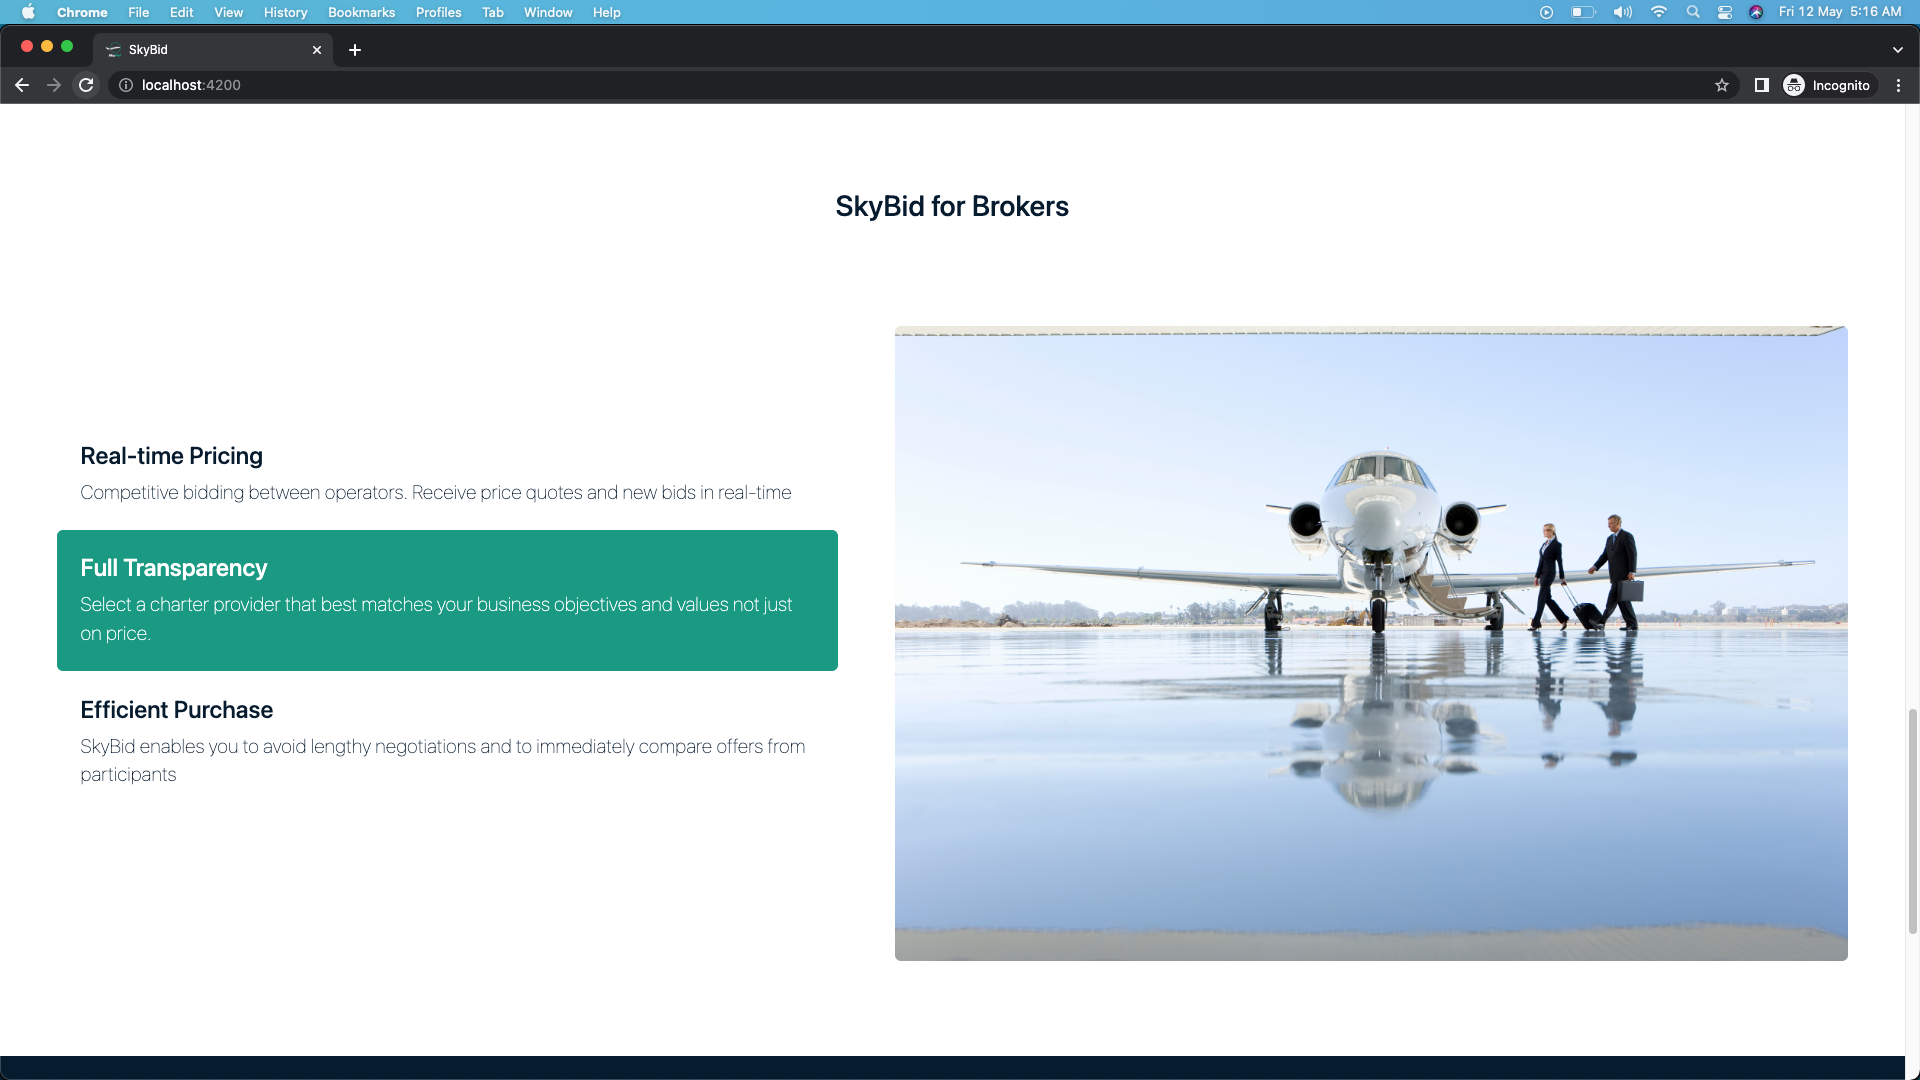 Chrome File Edit View History Bookmarks Profiles Tab Window Help Fri 12 May 5:16 AM
SkyBid
localhost:4200 Incognito
SkyBid for Brokers
Real-time Pricing
Competitive bidding between operators. Receive price quotes and new bids in real-time
Full Transparency
Select a charter provider that best matches your business objectives and values not just
on price.
Efficient Purchase
SkyBid enables you to avoid lengthy negotiations and to immediately compare offers from
participants